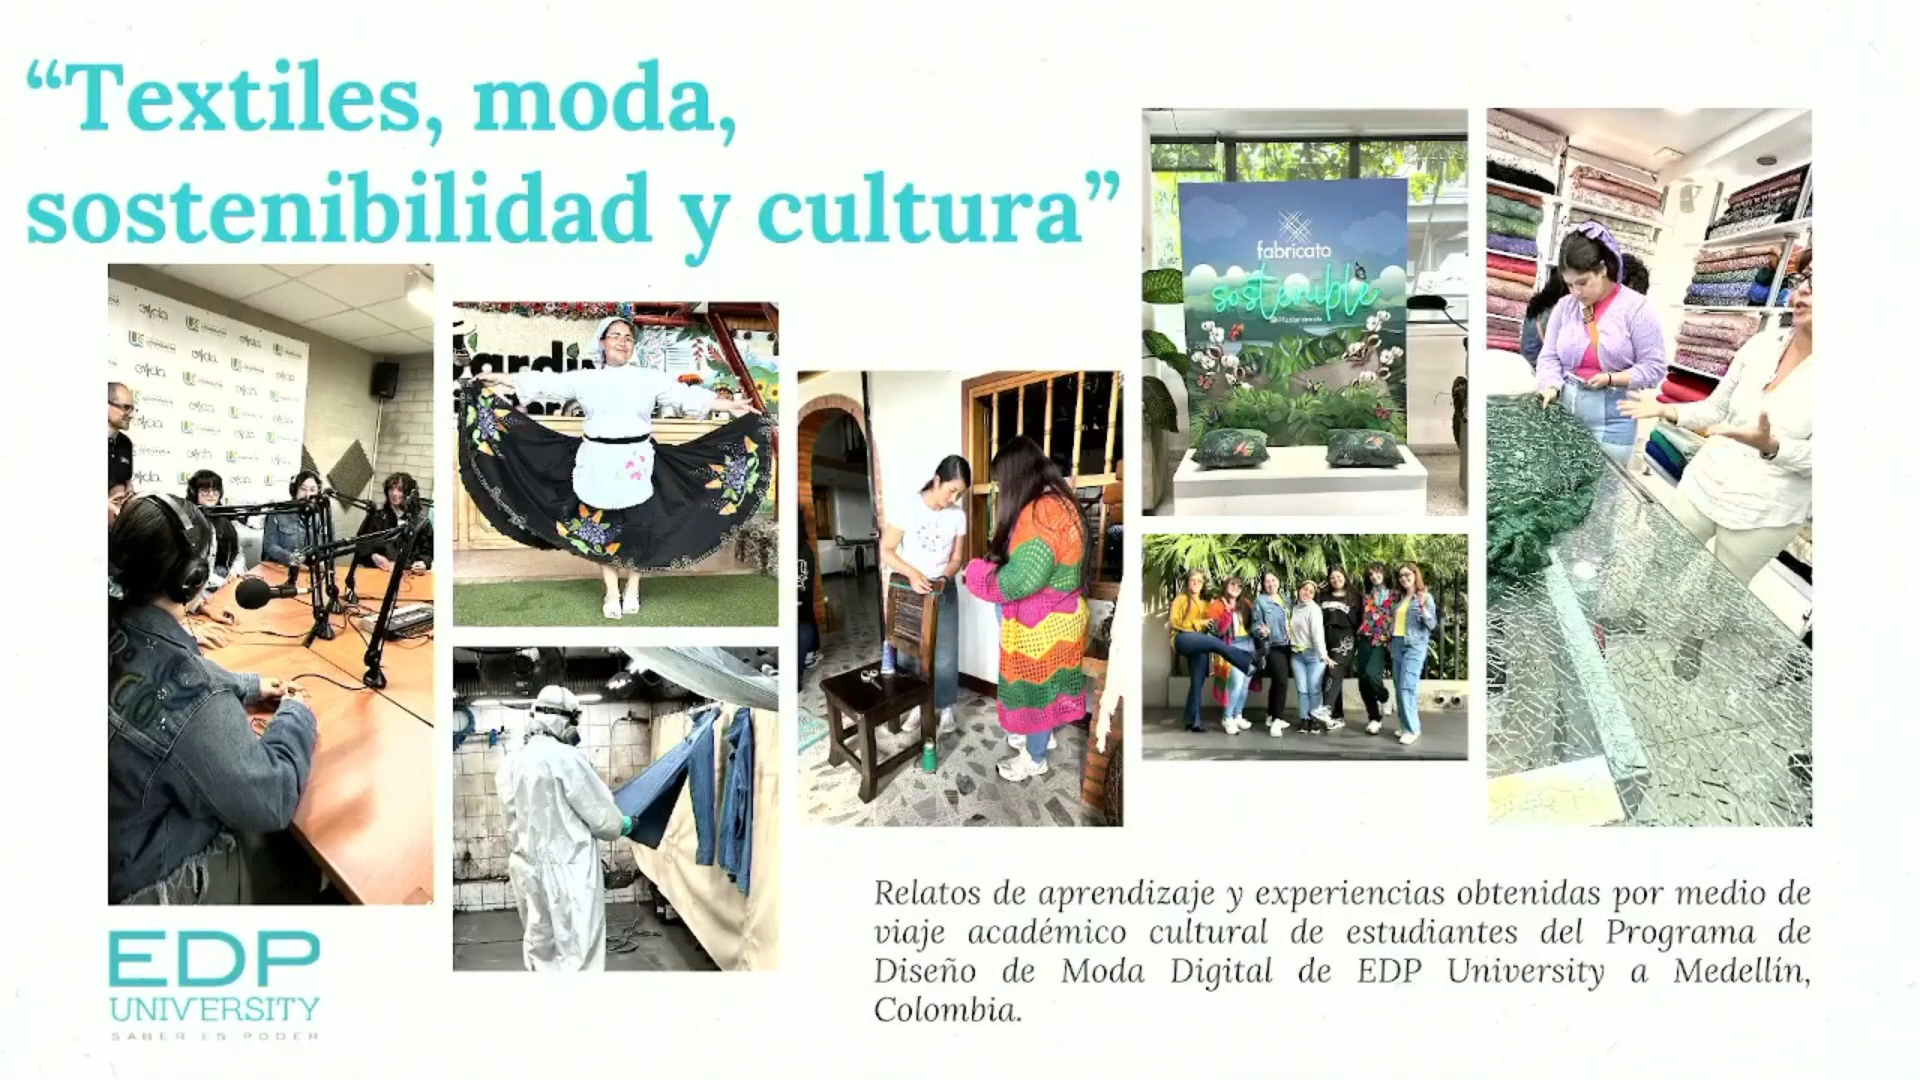 “Textiles, moda,
sostenibilidad y cultura”
fabricato
sostenible
Relatos de aprendizaje y experiencias obtenidas por medio de
viaje académico cultural de estudiantes del Programa de
Diseño de Moda Digital de EDP University a Medellín,
Colombia.
EDP
UNIVERSITY
SABER ES PODER